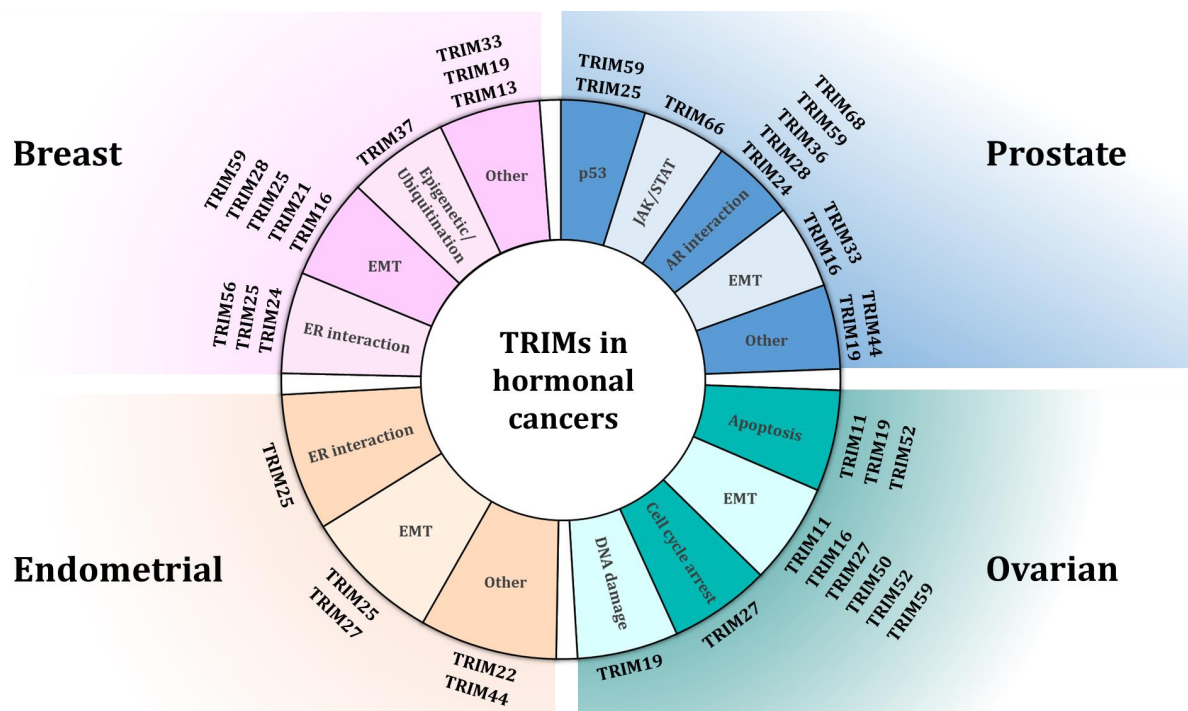 TRIMs in
hormonal
cancers
Breast
TRIM33
TRIM19
TRIM13
Other
TRIM37
Epigenetic/
Ubiquitination
TRIM59
TRIM28
TRIM25
TRIM21
TRIM16
EMT
TRIM56
TRIM25
TRIM24
ER interaction
Prostate
TRIM59
TRIM25
p53
TRIM66
JAK/STAT
TRIM68
TRIM59
TRIM36
TRIM28
TRIM24
AR interaction
TRIM33
TRIM16
EMT
TRIM44
TRIM19
Other
Endometrial
ER interaction
TRIM25
EMT
TRIM25
TRIM27
Other
TRIM22
TRIM44
Ovarian
Apoptosis
TRIM11
TRIM19
TRIM52
EMT
TRIM11
TRIM16
TRIM27
TRIM50
TRIM52
TRIM59
Cell cycle arrest
TRIM27
DNA damage
TRIM19